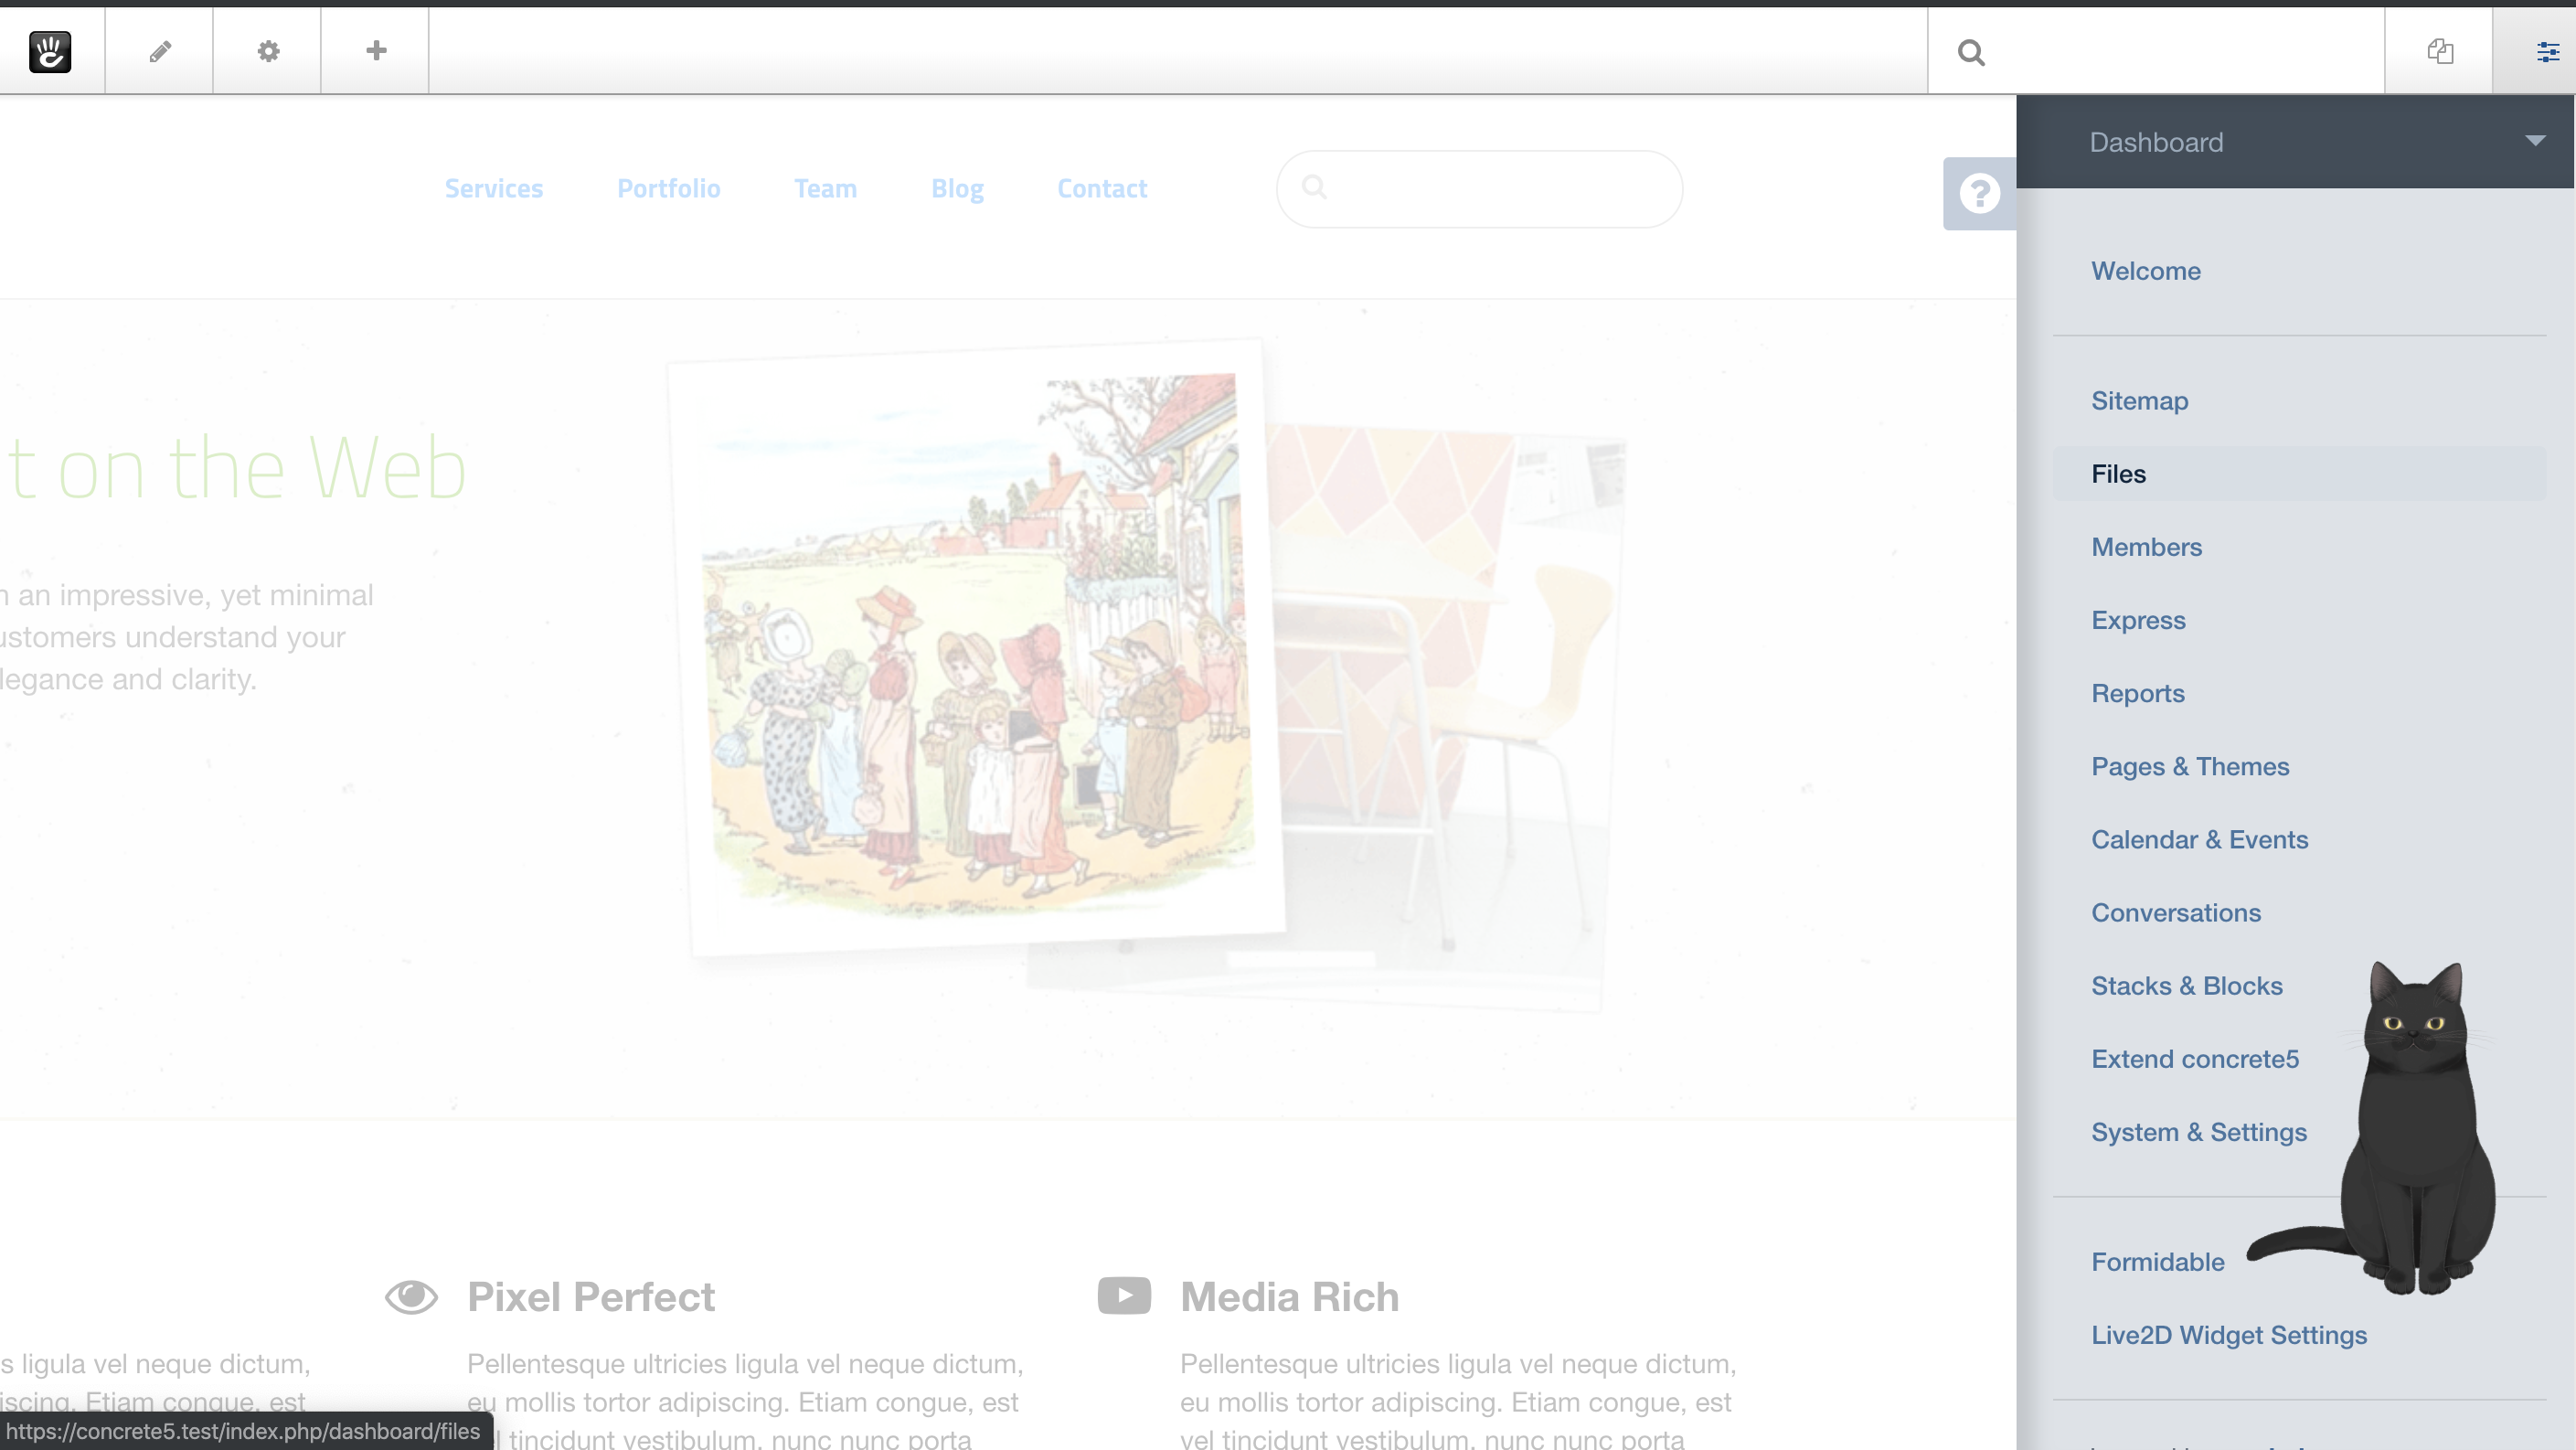 Services
Portfolio
Team
Blog
Contact
t on the Web
an impressive, yet minimal
ustomers understand your
legance and clarity.
Pixel Perfect
Media Rich
s ligula vel neque dictum,
iscing. Etiam congue, est
Pellentesque ultricies ligula vel neque dictum,
eu mollis tortor adipiscing. Etiam congue, est
tincidunt vestibulum, nunc nunc porta
Pellentesque ultricies ligula vel neque dictum,
eu mollis tortor adipiscing. Etiam congue, est
vel tincidunt vestibulum, nunc nunc porta
https://concrete5.test/index.php/dashboard/files
Dashboard
Welcome
Sitemap
Files
Members
Express
Reports
Pages & Themes
Calendar & Events
Conversations
Stacks & Blocks
Extend concrete5
System & Settings
Formidable
Live2D Widget Settings